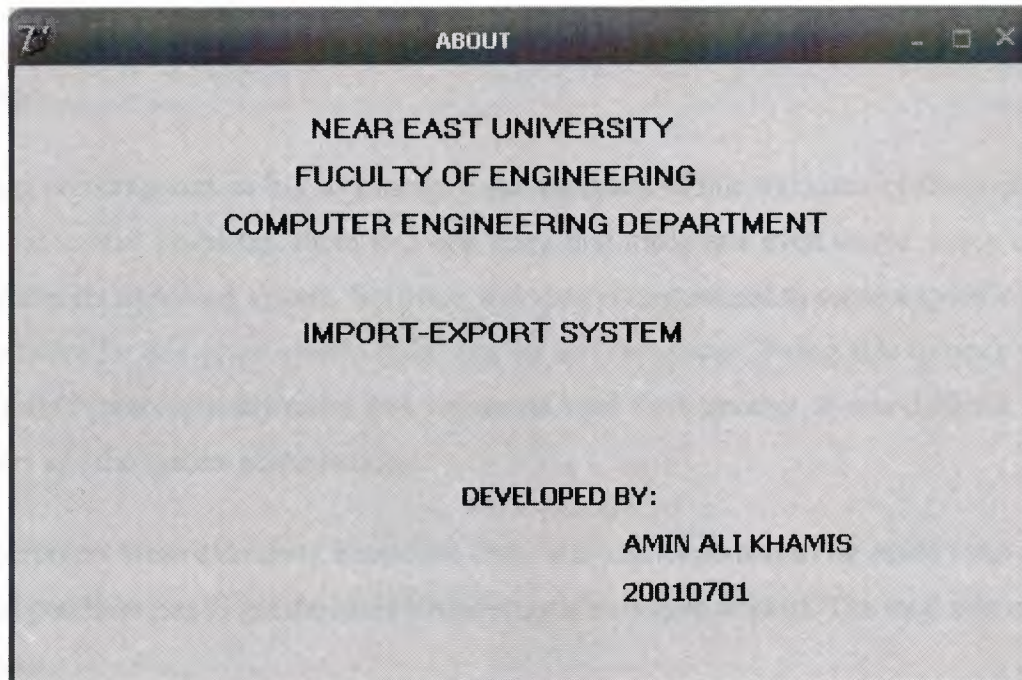 ABOUT
NEAR EAST UNIVERSITY
FUCULTY OF ENGINEERING
COMPUTER ENGINEERING DEPARTMENT
IMPORT-EXPORT SYSTEM
DEVELOPED BY:
AMIN ALI KHAMIS
20010701